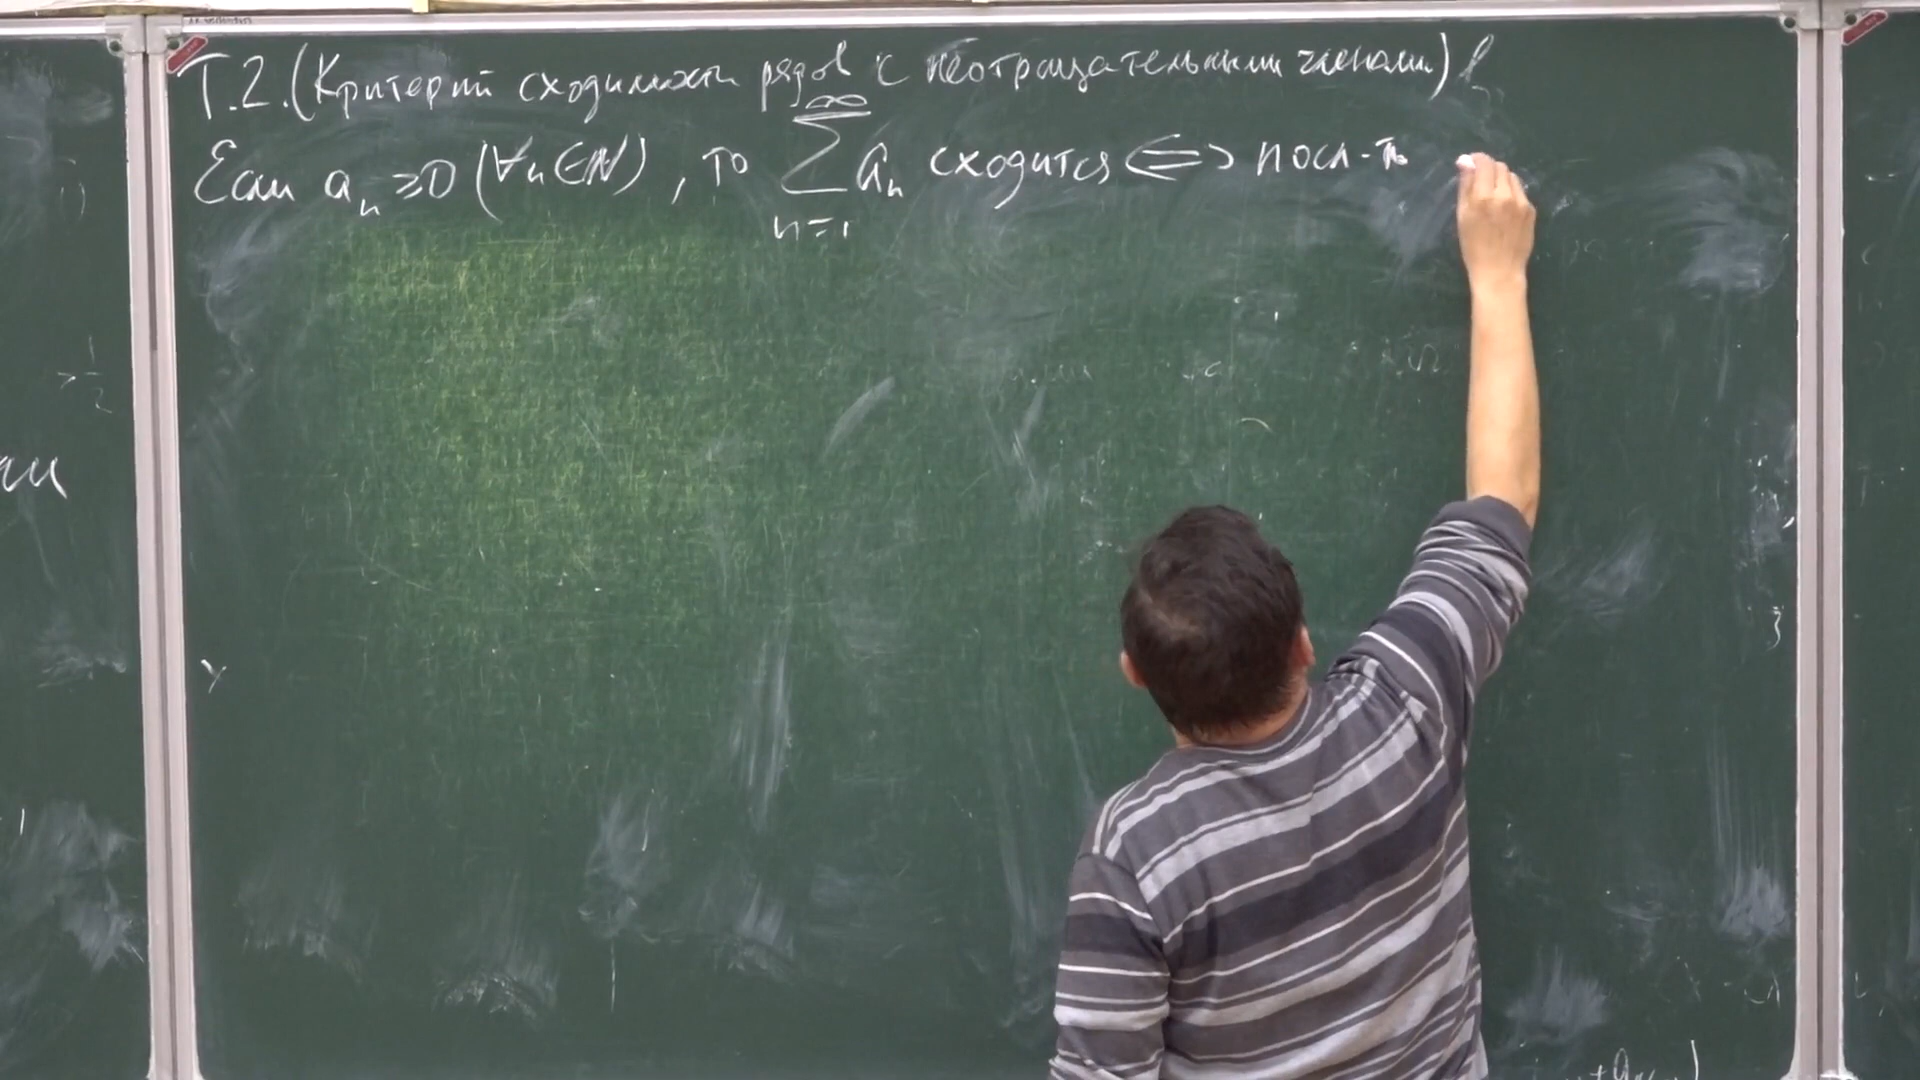 Т.2. (Критерий сходимости рядов с неотрицательными членами)
Если aₙ ≥ 0 (∀n ∈ N), то ∑_{n=1}^{∞} aₙ сходится ⟺ посл-ть